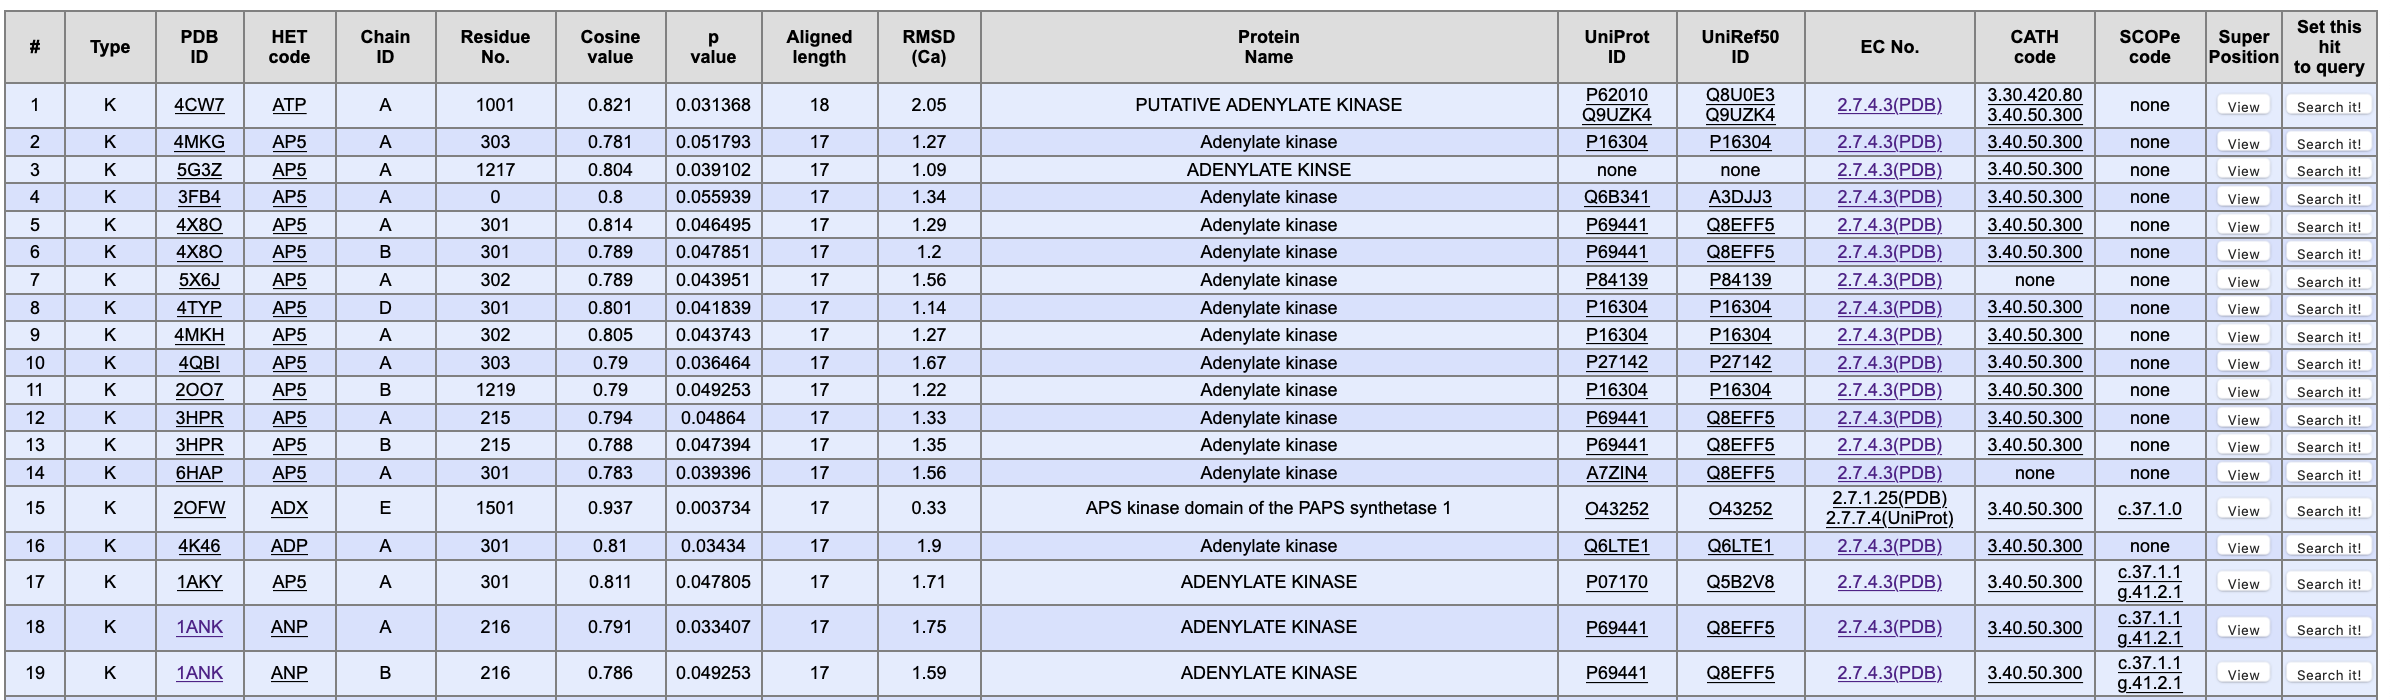 # Type PDB ID HET code Chain ID Residue No. Cosine value p value Aligned length RMSD (Ca) Protein Name UniProt ID UniRef50 ID EC No. CATH code SCOPe code Super Position Set this hit to query
1 K 4CW7 ATP A 1001 0.821 0.031368 18 2.05 PUTATIVE ADENYLATE KINASE P62010 Q9UZK4 Q8U0E3 Q9UZK4 2.7.4.3(PDB) 3.30.420.80 3.40.50.300 none View Search it!
2 K 4MKG AP5 A 303 0.781 0.051793 17 1.27 Adenylate kinase P16304 P16304 2.7.4.3(PDB) 3.40.50.300 none View Search it!
3 K 5G3Z AP5 A 1217 0.804 0.039102 17 1.09 ADENYLATE KINSE none none 2.7.4.3(PDB) 3.40.50.300 none View Search it!
4 K 3FB4 AP5 A 0 0.8 0.055939 17 1.34 Adenylate kinase Q6B341 A3DJJ3 2.7.4.3(PDB) 3.40.50.300 none View Search it!
5 K 4X8O AP5 A 301 0.814 0.046495 17 1.29 Adenylate kinase P69441 Q8EFF5 2.7.4.3(PDB) 3.40.50.300 none View Search it!
6 K 4X8O AP5 B 301 0.789 0.047851 17 1.2 Adenylate kinase P69441 Q8EFF5 2.7.4.3(PDB) 3.40.50.300 none View Search it!
7 K 5X6J AP5 A 302 0.789 0.043951 17 1.56 Adenylate kinase P84139 P84139 2.7.4.3(PDB) none none View Search it!
8 K 4TYP AP5 D 301 0.801 0.041839 17 1.14 Adenylate kinase P16304 P16304 2.7.4.3(PDB) 3.40.50.300 none View Search it!
9 K 4MKH AP5 A 302 0.805 0.043743 17 1.27 Adenylate kinase P16304 P16304 2.7.4.3(PDB) 3.40.50.300 none View Search it!
10 K 4QBI AP5 A 303 0.79 0.036464 17 1.67 Adenylate kinase P27142 P27142 2.7.4.3(PDB) 3.40.50.300 none View Search it!
11 K 2OO7 AP5 B 1219 0.79 0.049253 17 1.22 Adenylate kinase P16304 P16304 2.7.4.3(PDB) 3.40.50.300 none View Search it!
12 K 3HPR AP5 A 215 0.794 0.04864 17 1.33 Adenylate kinase P69441 Q8EFF5 2.7.4.3(PDB) 3.40.50.300 none View Search it!
13 K 3HPR AP5 B 215 0.788 0.047394 17 1.35 Adenylate kinase P69441 Q8EFF5 2.7.4.3(PDB) 3.40.50.300 none View Search it!
14 K 6HAP AP5 A 301 0.783 0.039396 17 1.56 Adenylate kinase A7ZIN4 Q8EFF5 2.7.4.3(PDB) none none View Search it!
15 K 2OFW ADX E 1501 0.937 0.003734 17 0.33 APS kinase domain of the PAPS synthetase 1 O43252 O43252 2.7.1.25(PDB) 2.7.7.4(UniProt) 3.40.50.300 c.37.1.0 View Search it!
16 K 4K46 ADP A 301 0.81 0.03434 17 1.9 Adenylate kinase Q6LTE1 Q6LTE1 2.7.4.3(PDB) 3.40.50.300 none View Search it!
17 K 1AKY AP5 A 301 0.811 0.047805 17 1.71 ADENYLATE KINASE P07170 Q5B2V8 2.7.4.3(PDB) 3.40.50.300 c.37.1.1 g.41.2.1 View Search it!
18 K 1ANK ANP A 216 0.791 0.033407 17 1.75 ADENYLATE KINASE P69441 Q8EFF5 2.7.4.3(PDB) 3.40.50.300 c.37.1.1 g.41.2.1 View Search it!
19 K 1ANK ANP B 216 0.786 0.049253 17 1.59 ADENYLATE KINASE P69441 Q8EFF5 2.7.4.3(PDB) 3.40.50.300 c.37.1.1 g.41.2.1 View Search it!